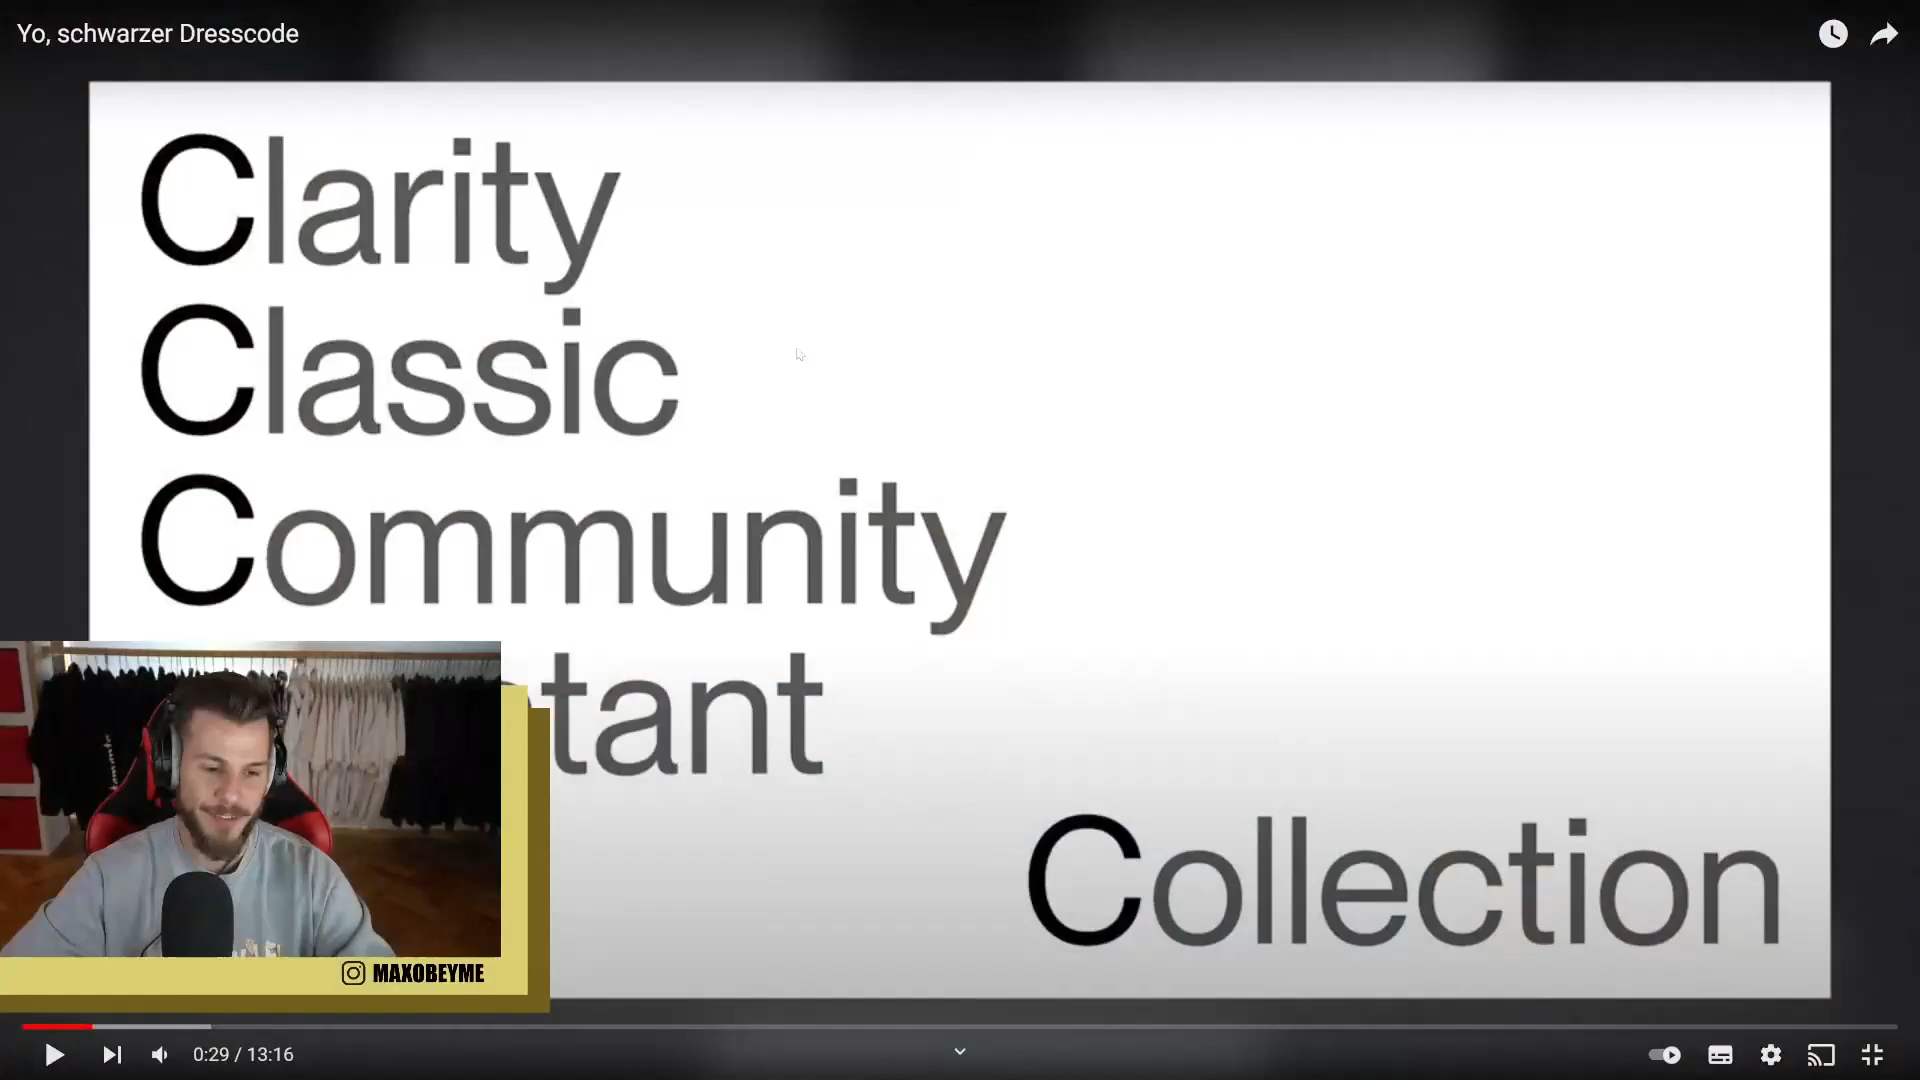 Yo, schwarzer Dresscode
Clarity
Classic
Community
tant
Collection
MAXOBEYME
0:29 / 13:16